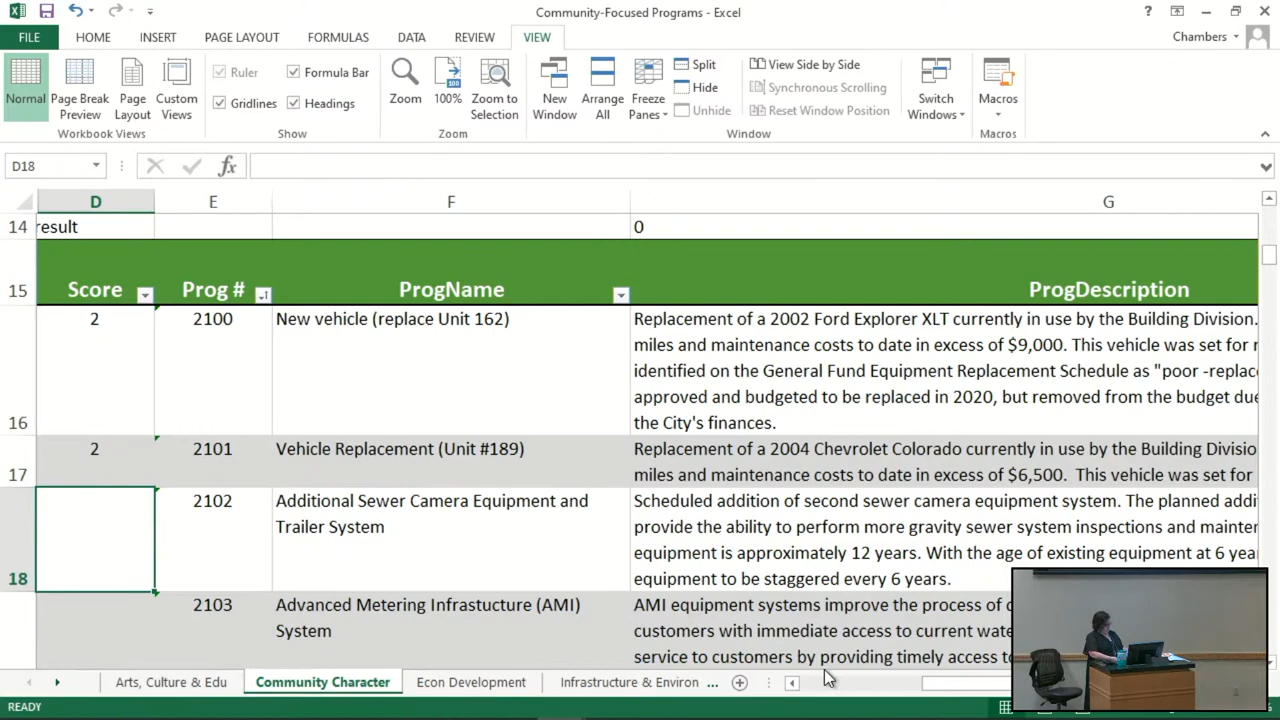 Community-Focused Programs - Excel
FILE HOME INSERT PAGE LAYOUT FORMULAS DATA REVIEW VIEW Chambers
Normal Page Break Preview Page Layout Custom Views
Workbook Views
Ruler Formula Bar
Gridlines Headings
Show
Zoom 100% Zoom to Selection
Zoom
New Window Arrange All Freeze Panes
Split
Hide
Unhide
View Side by Side
Synchronous Scrolling
Reset Window Position
Window
Switch Windows
Macros
Macros
D18 fx
D E F G
14 result 0
15 Score Prog # ProgName ProgDescription
16 2 2100 New vehicle (replace Unit 162)
Replacement of a 2002 Ford Explorer XLT currently in use by the Building Division.
miles and maintenance costs to date in excess of $9,000. This vehicle was set for r
identified on the General Fund Equipment Replacement Schedule as "poor -replac
approved and budgeted to be replaced in 2020, but removed from the budget due
the City's finances.
17 2 2101 Vehicle Replacement (Unit #189)
Replacement of a 2004 Chevrolet Colorado currently in use by the Building Divisio
miles and maintenance costs to date in excess of $6,500. This vehicle was set for
18 2102 Additional Sewer Camera Equipment and
Trailer System
Scheduled addition of second sewer camera equipment system. The planned addi
provide the ability to perform more gravity sewer system inspections and mainter
equipment is approximately 12 years. With the age of existing equipment at 6 yea
equipment to be staggered every 6 years.
2103 Advanced Metering Infrastucture (AMI)
System
AMI equipment systems improve the process of
customers with immediate access to current wate
service to customers by providing timely access to
Arts, Culture & Edu Community Character Econ Development Infrastructure & Environ ...
READY